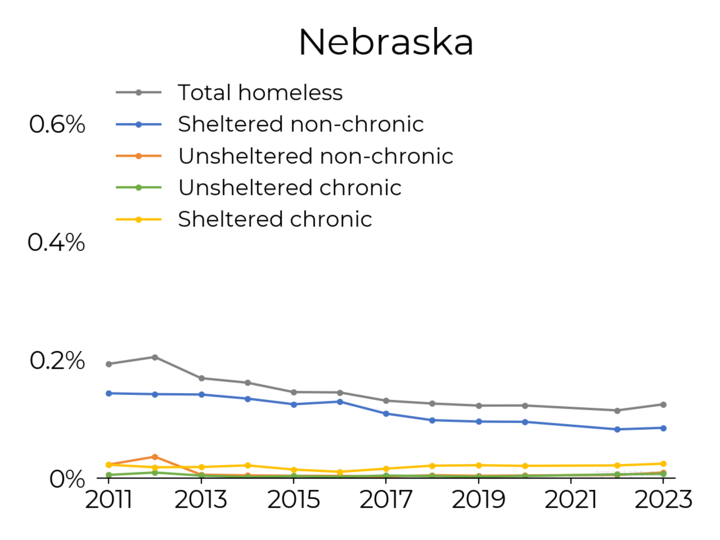 Nebraska
Total homeless
Sheltered non-chronic
Unsheltered non-chronic
Unsheltered chronic
Sheltered chronic
0.6%
0.4%
0.2%
0%
2011 2013 2015 2017 2019 2021 2023